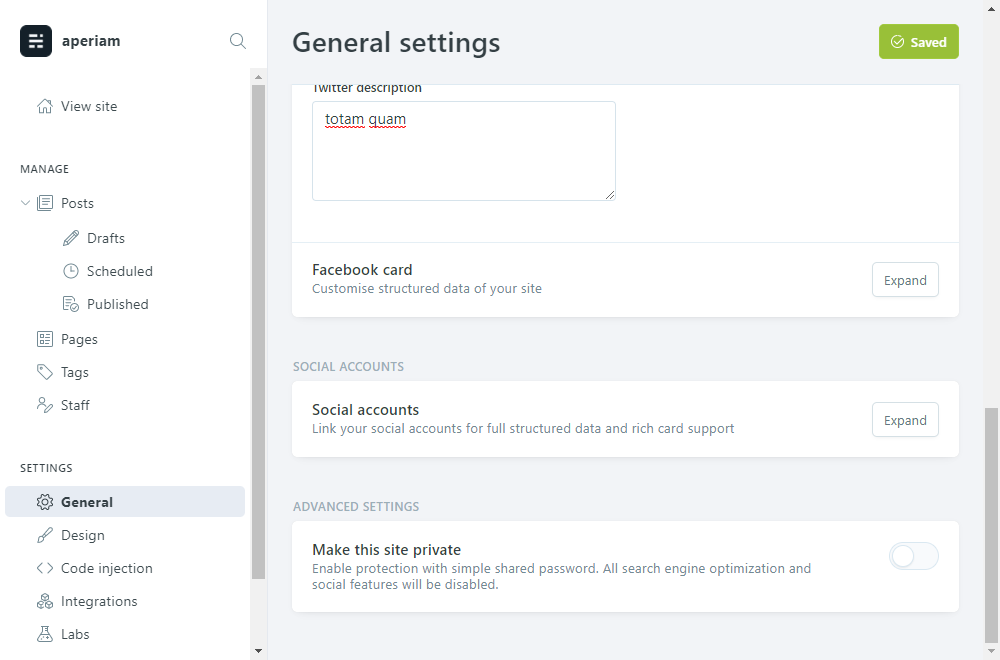 aperiam
View site
MANAGE
Posts
Drafts
Scheduled
Published
Pages
Tags
Staff
SETTINGS
General
Design
Code injection
Integrations
Labs
General settings
Saved
Twitter description
totam quam
Facebook card
Customise structured data of your site
Expand
SOCIAL ACCOUNTS
Social accounts
Link your social accounts for full structured data and rich card support
Expand
ADVANCED SETTINGS
Make this site private
Enable protection with simple shared password. All search engine optimization and
social features will be disabled.